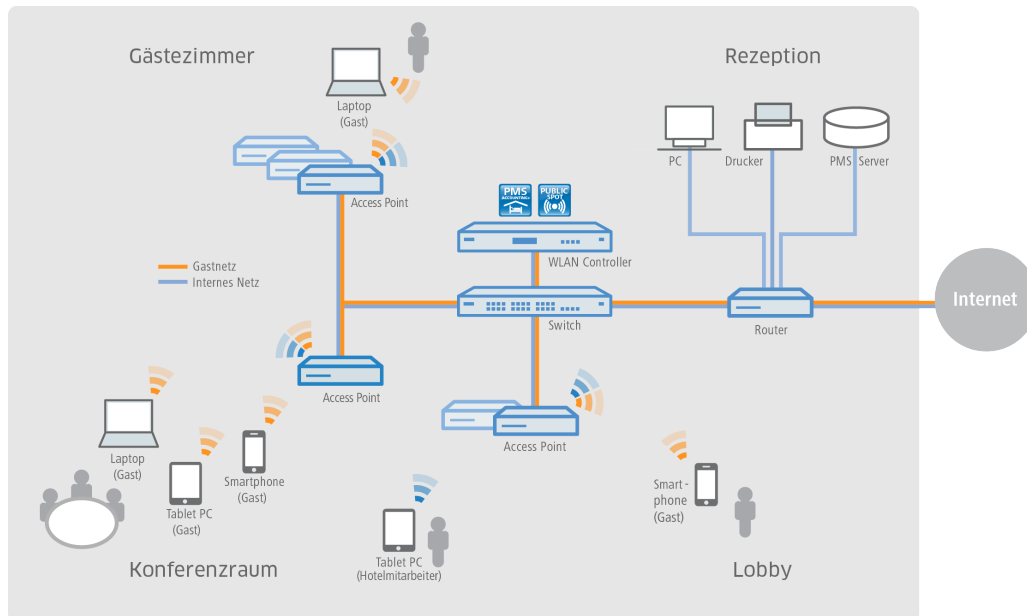 Gästezimmer
Rezeption
Laptop
(Gast)
PC
Drucker
PMS Server
Access Point
PMS
ACCOUNTING+
PUBLIC
SPOT
WLAN Controller
Gastnetz
Internes Netz
Internet
Switch
Router
Access Point
Access Point
Laptop
(Gast)
Tablet PC
(Gast)
Smartphone
(Gast)
Smart-
phone
(Gast)
Tablet PC
(Hotelmitarbeiter)
Konferenzraum
Lobby